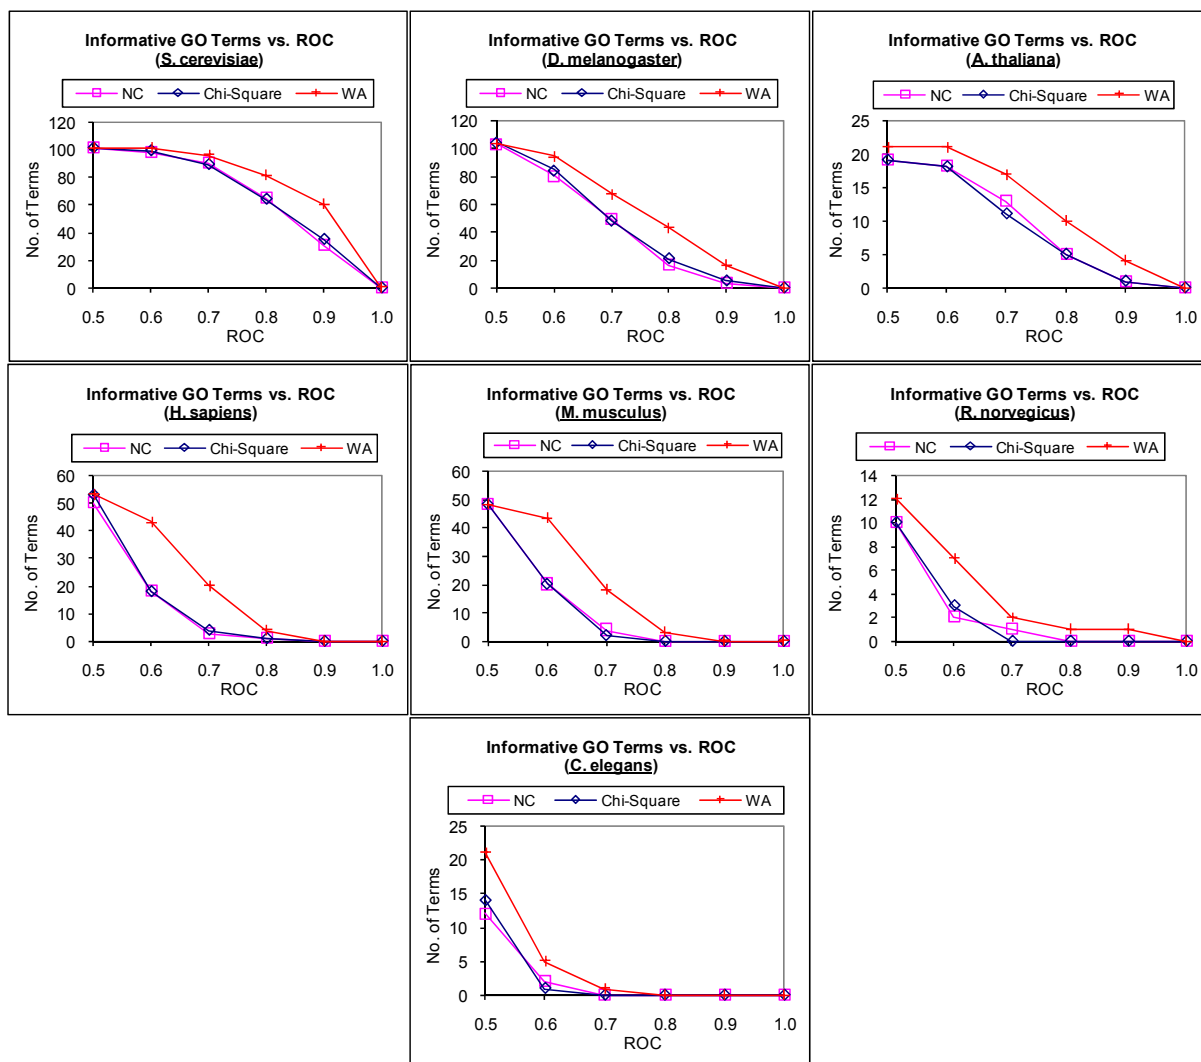 Informative GO Terms vs. ROC
(S. cerevisiae)
NC Chi-Square WA
120
100
80
60
40
20
0
No. of Terms
0.5 0.6 0.7 0.8 0.9 1.0
ROC
Informative GO Terms vs. ROC
(D. melanogaster)
NC Chi-Square WA
120
100
80
60
40
20
0
No. of Terms
0.5 0.6 0.7 0.8 0.9 1.0
ROC
Informative GO Terms vs. ROC
(A. thaliana)
NC Chi-Square WA
25
20
15
10
5
0
No. of Terms
0.5 0.6 0.7 0.8 0.9 1.0
ROC
Informative GO Terms vs. ROC
(H. sapiens)
NC Chi-Square WA
60
50
40
30
20
10
0
No. of Terms
0.5 0.6 0.7 0.8 0.9 1.0
ROC
Informative GO Terms vs. ROC
(M. musculus)
NC Chi-Square WA
60
50
40
30
20
10
0
No. of Terms
0.5 0.6 0.7 0.8 0.9 1.0
ROC
Informative GO Terms vs. ROC
(R. norvegicus)
NC Chi-Square WA
14
12
10
8
6
4
2
0
No. of Terms
0.5 0.6 0.7 0.8 0.9 1.0
ROC
Informative GO Terms vs. ROC
(C. elegans)
NC Chi-Square WA
25
20
15
10
5
0
No. of Terms
0.5 0.6 0.7 0.8 0.9 1.0
ROC